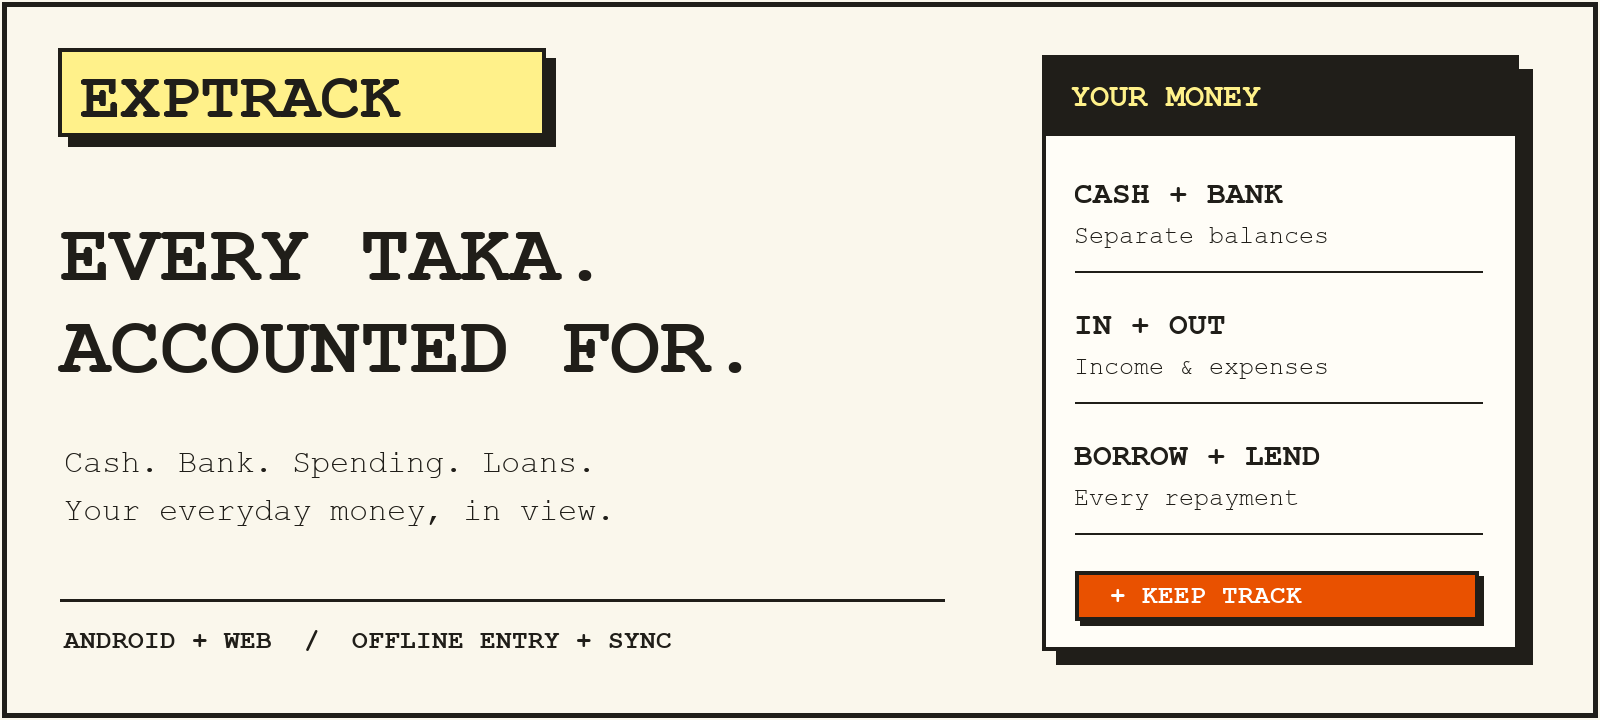 EXPTRACK
EVERY TAKA.
ACCOUNTED FOR.
Cash. Bank. Spending. Loans.
Your everyday money, in view.
ANDROID + WEB / OFFLINE ENTRY + SYNC
YOUR MONEY
CASH + BANK
Separate balances
IN + OUT
Income & expenses
BORROW + LEND
Every repayment
+ KEEP TRACK